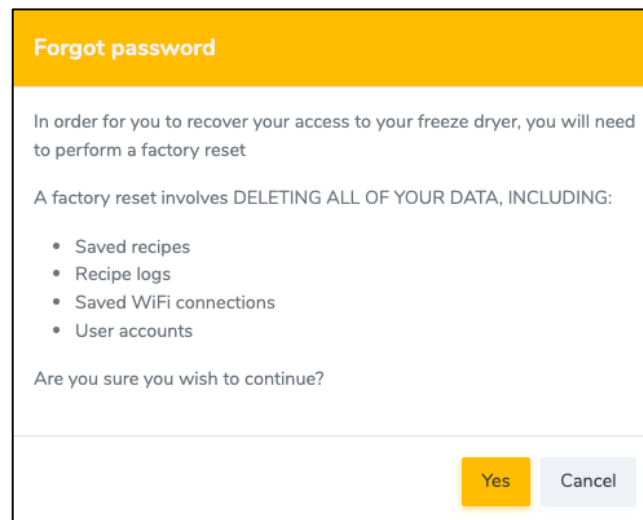 Forgot password
In order for you to recover your access to your freeze dryer, you will need
to perform a factory reset
A factory reset involves DELETING ALL OF YOUR DATA, INCLUDING:
• Saved recipes
• Recipe logs
• Saved WiFi connections
• User accounts
Are you sure you wish to continue?
Yes Cancel